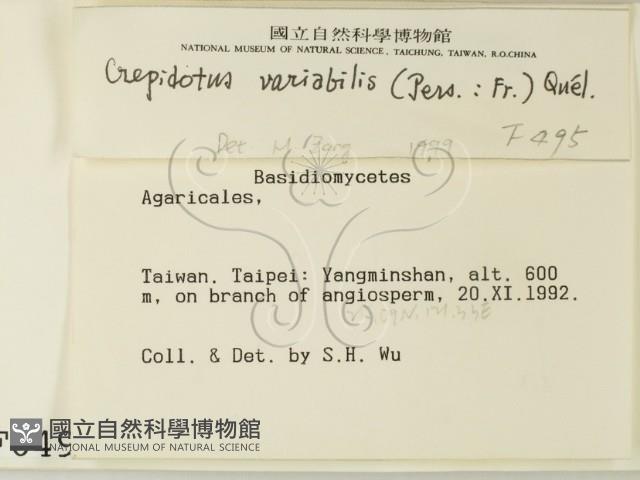 國立自然科學博物館
NATIONAL MUSEUM OF NATURAL SCIENCE, TAICHUNG, TAIWAN, R.O.CHINA
Crepidotus variabilis (Pers. : Fr.) Quél.
Det. M. 1999 F495
Basidiomycetes
Agaricales,
Taiwan. Taipei: Yangminshan, alt. 600
m, on branch of angiosperm, 20.XI.1992.
Coll. & Det. by S.H. Wu
國立自然科學博物館
NATIONAL MUSEUM OF NATURAL SCIENCE